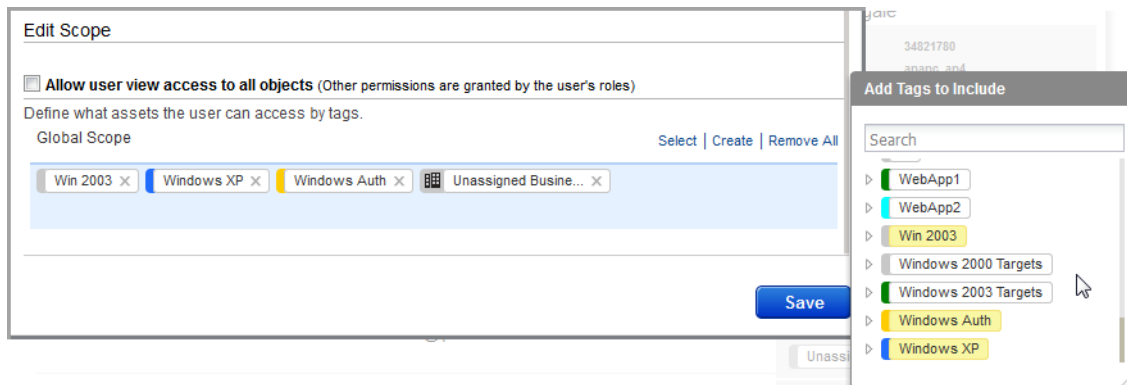 Edit Scope
Allow user view access to all objects (Other permissions are granted by the user's roles)
Define what assets the user can access by tags.
Global Scope
Select | Create | Remove All
Win 2003 × Windows XP × Windows Auth × Unassigned Busine... ×
Save
34821780
Add Tags to Include
Search
WebApp1
WebApp2
Win 2003
Windows 2000 Targets
Windows 2003 Targets
Windows Auth
Windows XP
Unassi